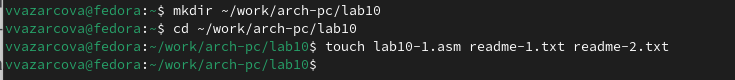 vvazarcova@fedora:~$ mkdir ~/work/arch-pc/lab10
vvazarcova@fedora:~$ cd ~/work/arch-pc/lab10
vvazarcova@fedora:~/work/arch-pc/lab10$ touch lab10-1.asm readme-1.txt readme-2.txt
vvazarcova@fedora:~/work/arch-pc/lab10$